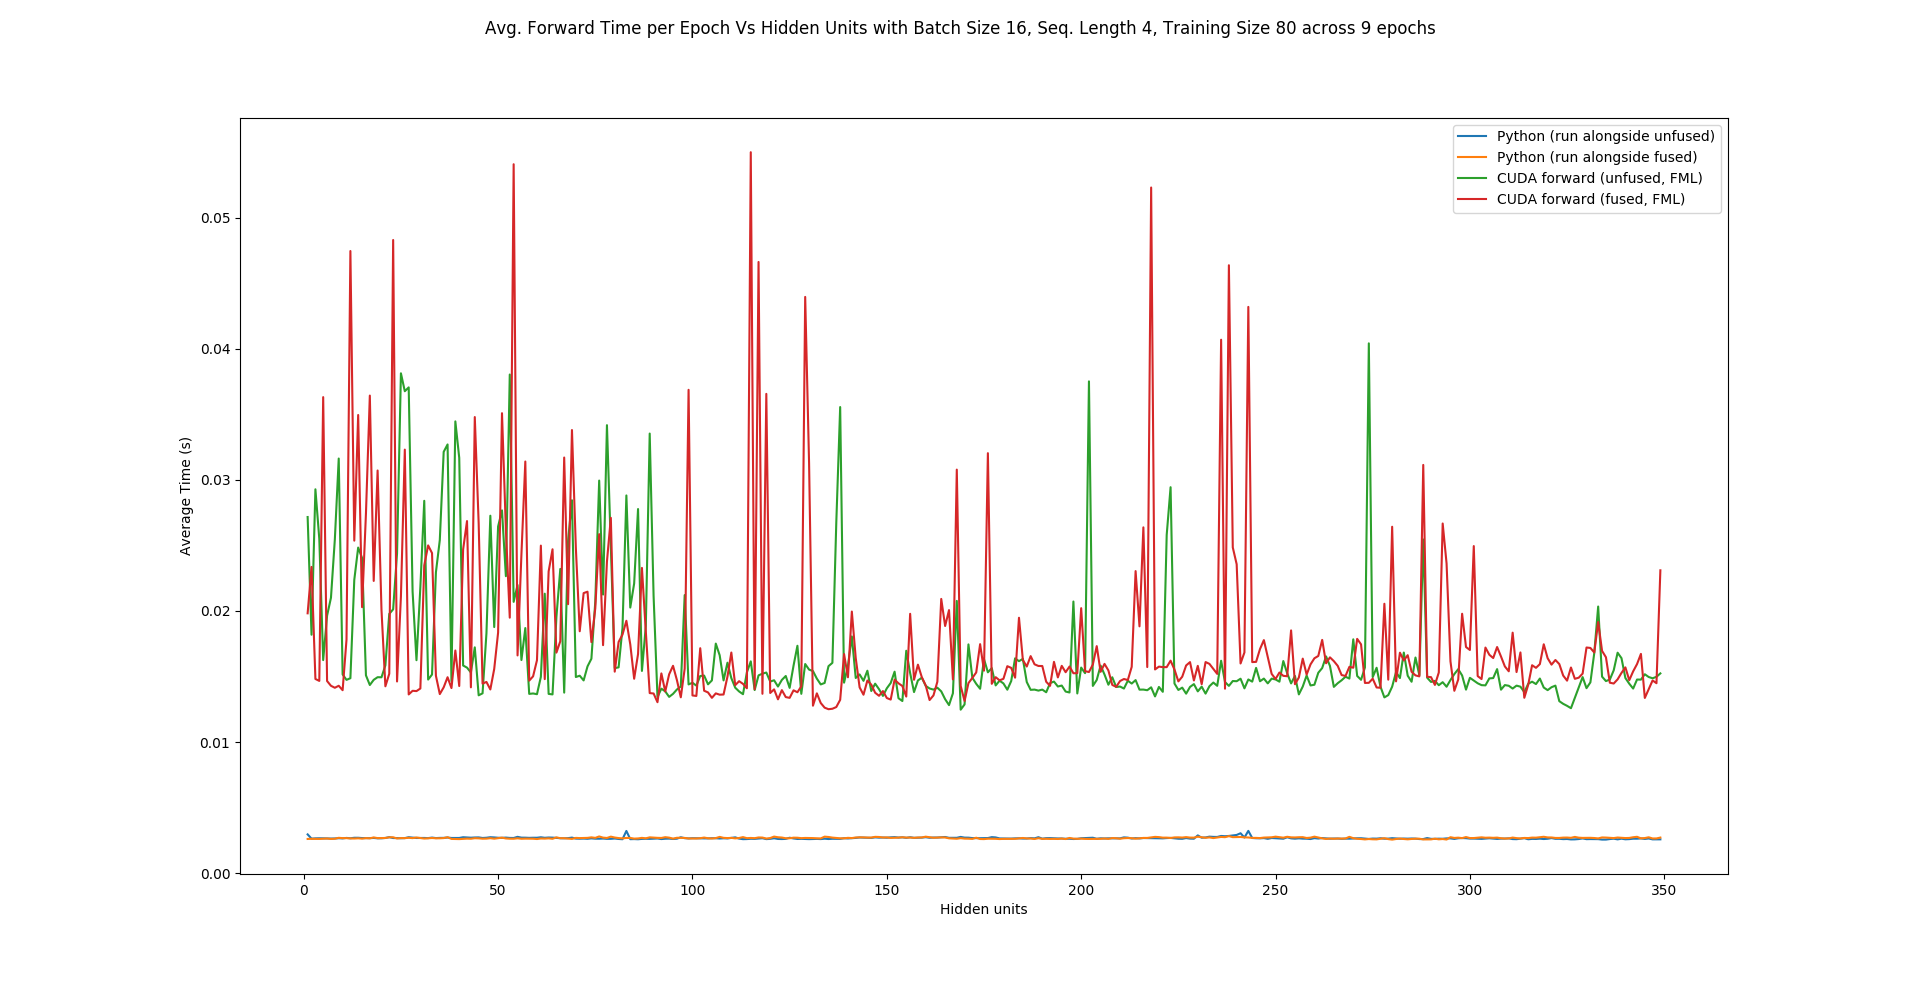 Avg. Forward Time per Epoch Vs Hidden Units with Batch Size 16, Seq. Length 4, Training Size 80 across 9 epochs
Python (run alongside unfused)
Python (run alongside fused)
CUDA forward (unfused, FML)
CUDA forward (fused, FML)
Average Time (s)
0.05
0.04
0.03
0.02
0.01
0.00
0 50 100 150 200 250 300 350
Hidden units